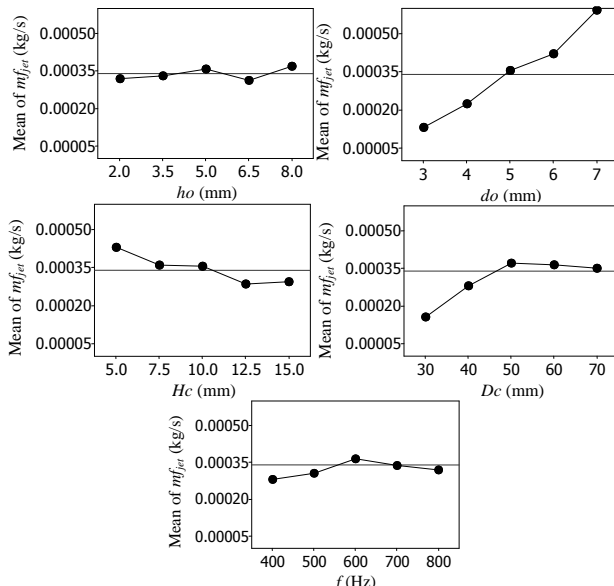 Mean of mf_jet (kg/s)
0.00050
0.00035
0.00020
0.00005
2.0 3.5 5.0 6.5 8.0
ho (mm)
Mean of mf_jet (kg/s)
0.00050
0.00035
0.00020
0.00005
3 4 5 6 7
do (mm)
Mean of mf_jet (kg/s)
0.00050
0.00035
0.00020
0.00005
5.0 7.5 10.0 12.5 15.0
Hc (mm)
Mean of mf_jet (kg/s)
0.00050
0.00035
0.00020
0.00005
30 40 50 60 70
Dc (mm)
Mean of mf_jet (kg/s)
0.00050
0.00035
0.00020
0.00005
400 500 600 700 800
f (Hz)